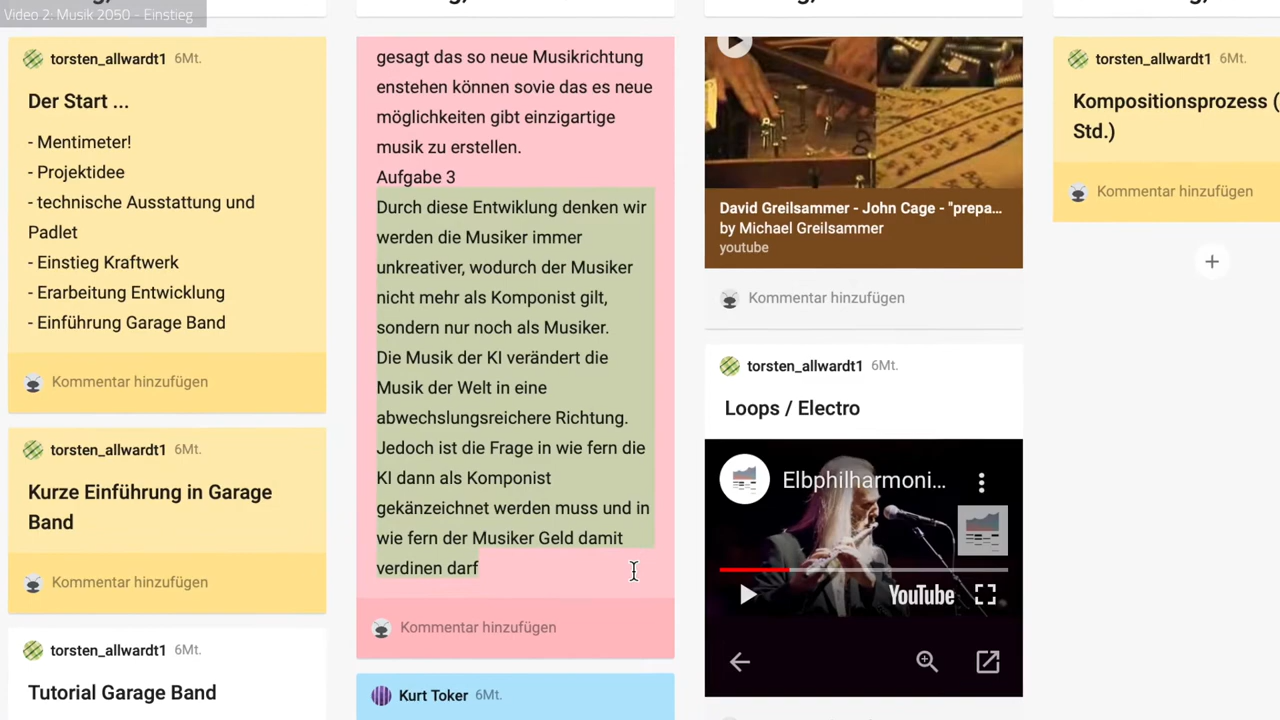 Video 2: Musik 2050 - Einstieg
torsten_allwardt1 6Mt.
Der Start ...
- Mentimeter!
- Projektidee
- technische Ausstattung und
Padlet
- Einstieg Kraftwerk
- Erarbeitung Entwicklung
- Einführung Garage Band
Kommentar hinzufügen
torsten_allwardt1 6Mt.
Kurze Einführung in Garage
Band
Kommentar hinzufügen
torsten_allwardt1 6Mt.
Tutorial Garage Band
gesagt das so neue Musikrichtung
enstehen können sovie das es neue
möglichkeiten gibt einzigartige
musik zu erstellen.
Aufgabe 3
Durch diese Entwiklung denken wir
werden die Musiker immer
unkreativer, wodurch der Musiker
nicht mehr als Komponist gilt,
sondern nur noch als Musiker.
Die Musik der KI verändert die
Musik der Welt in eine
abwechslungsreichere Richtung.
Jedoch ist die Frage in wie fern die
KI dann als Komponist
gekänzeichnet werden muss und in
wie fern der Musiker Geld damit
verdinen darf
Kommentar hinzufügen
Kurt Toker 6Mt.
David Greilsammer - John Cage - "prepa...
by Michael Greilsammer
youtube
Kommentar hinzufügen
torsten_allwardt1 6Mt.
Loops / Electro
Elbphilharmoni...
YouTube
torsten_allwardt1 6Mt.
Kompositionsprozess (
Std.)
Kommentar hinzufügen